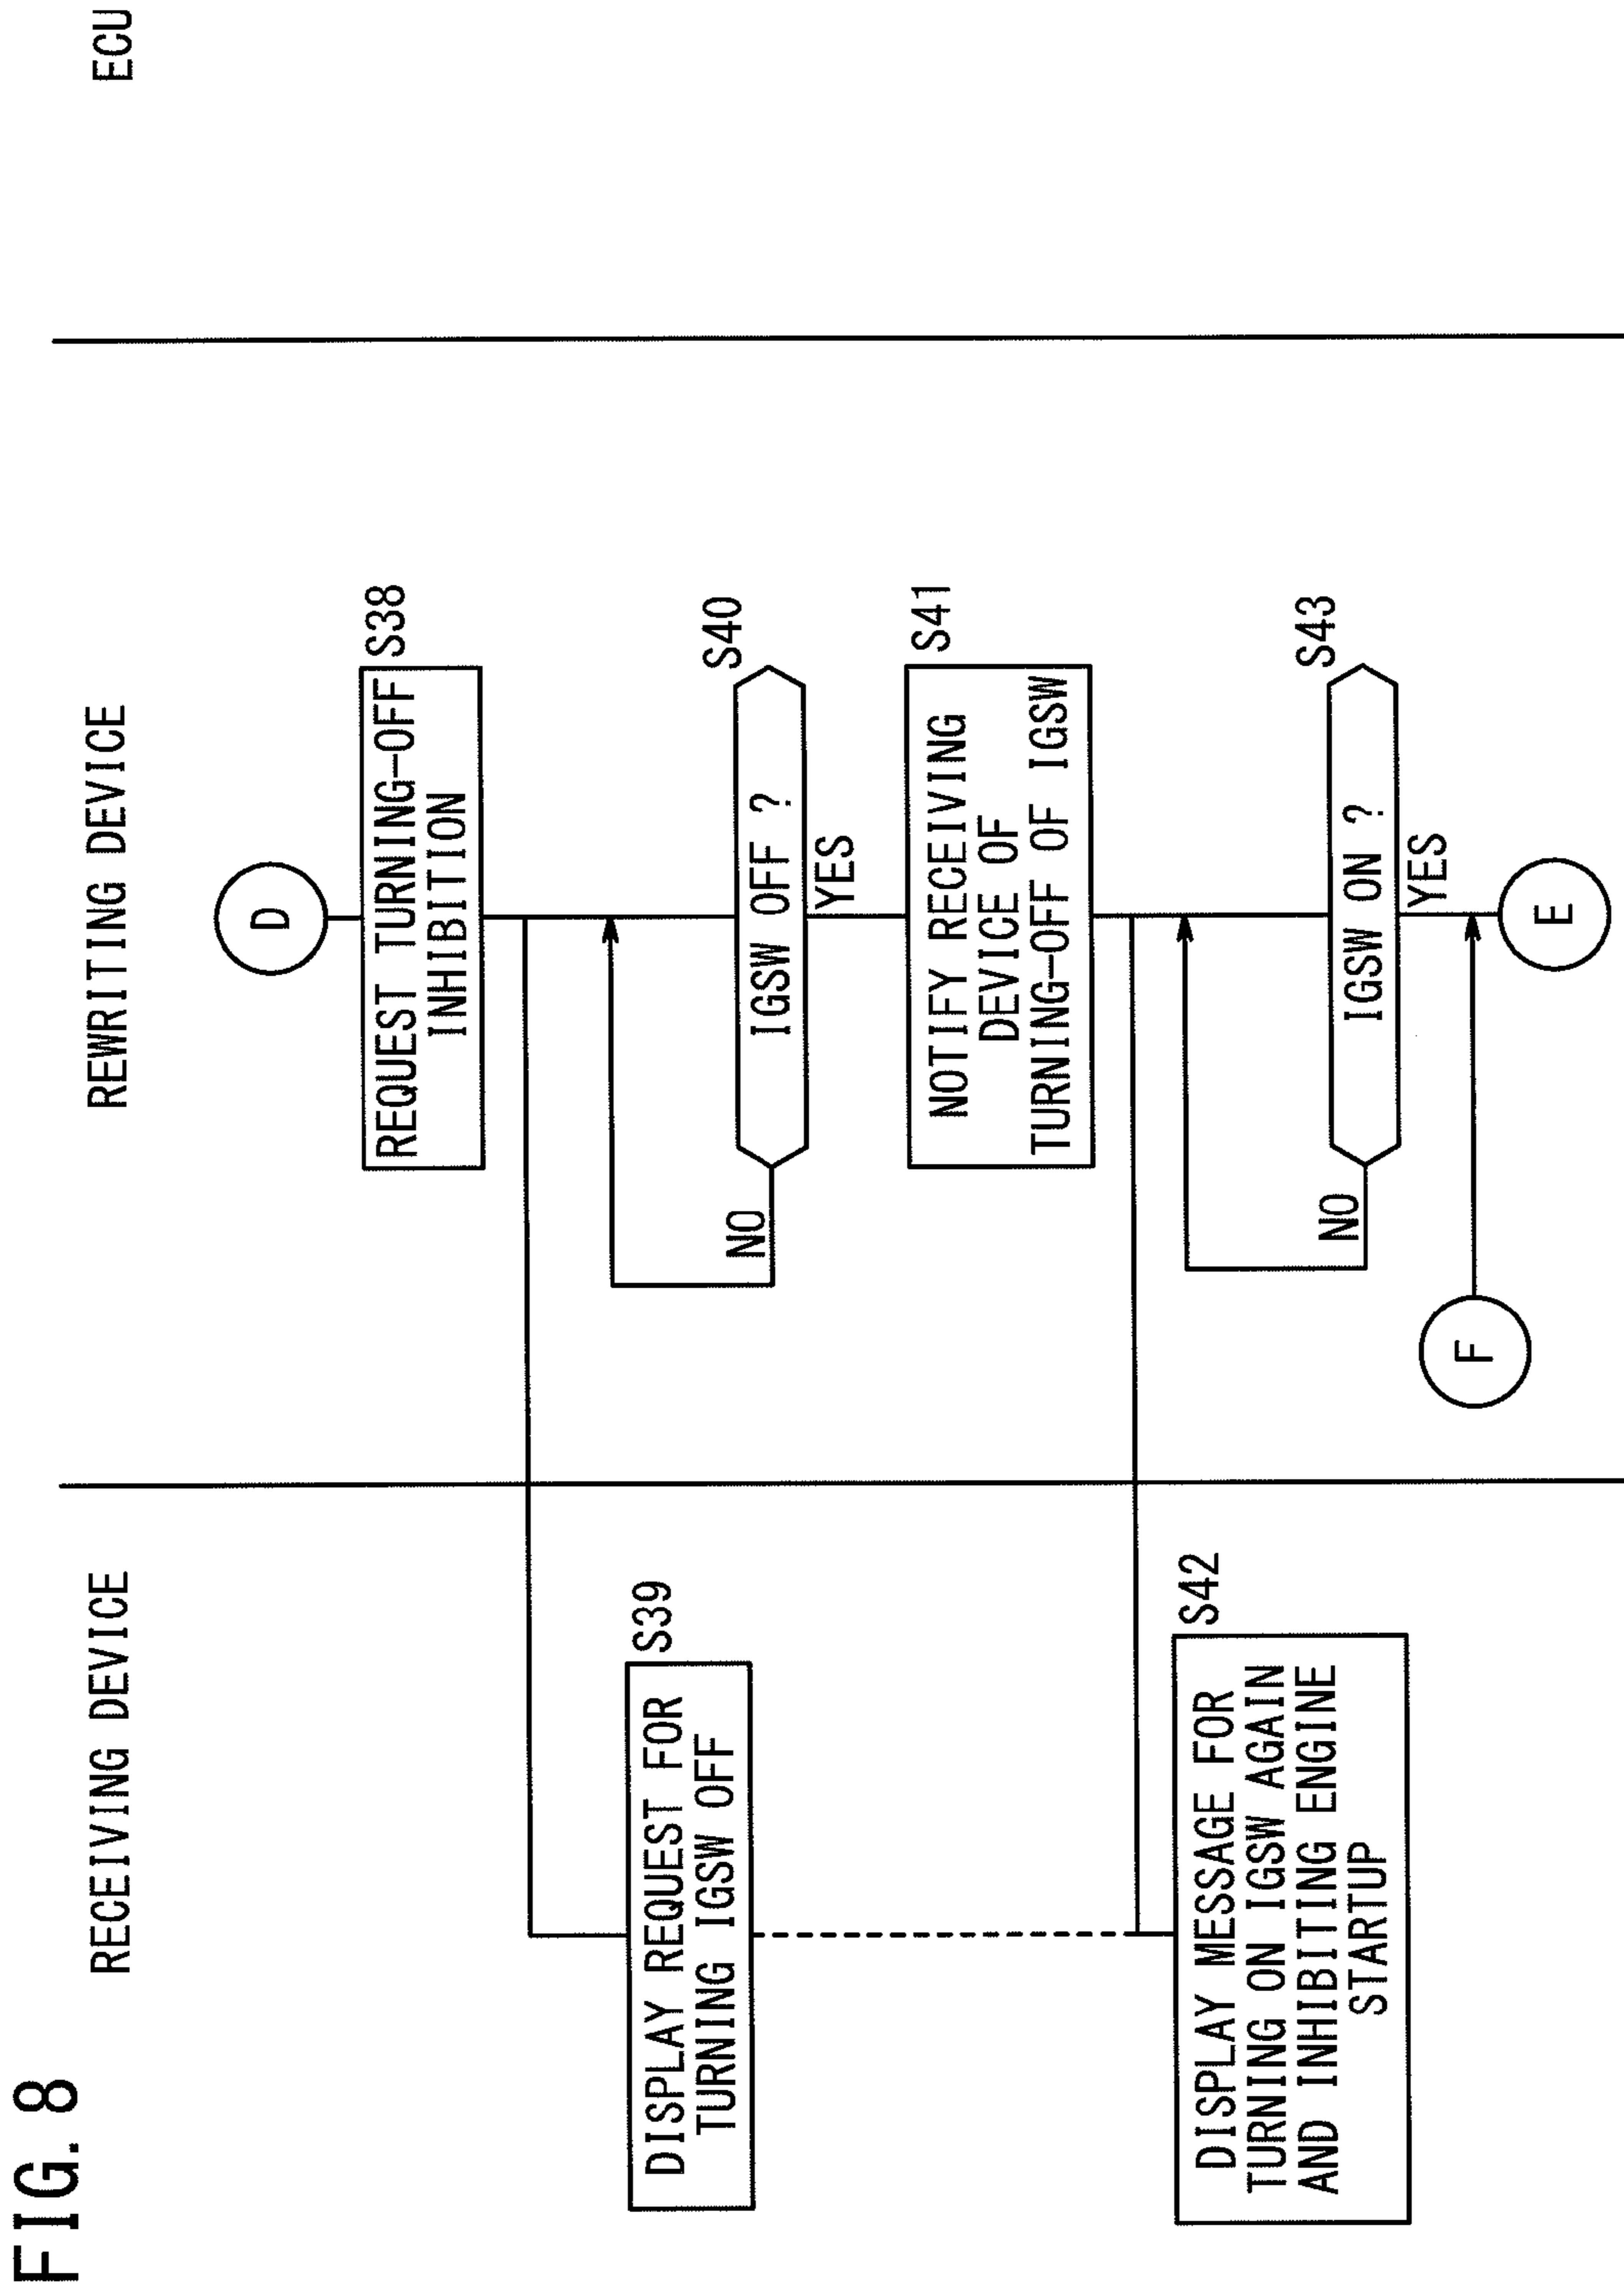 FIG. 8
RECEIVING DEVICE
REWRITING DEVICE
ECU
D
REQUEST TURNING-OFF
INHIBITION
S38
DISPLAY REQUEST FOR
TURNING IGSW OFF
S39
IGSW OFF ?
S40
NO
YES
NOTIFY RECEIVING
DEVICE OF
TURNING-OFF OF IGSW
S41
DISPLAY MESSAGE FOR
TURNING ON IGSW AGAIN
AND INHIBITING ENGINE
STARTUP
S42
IGSW ON ?
S43
NO
YES
F
E